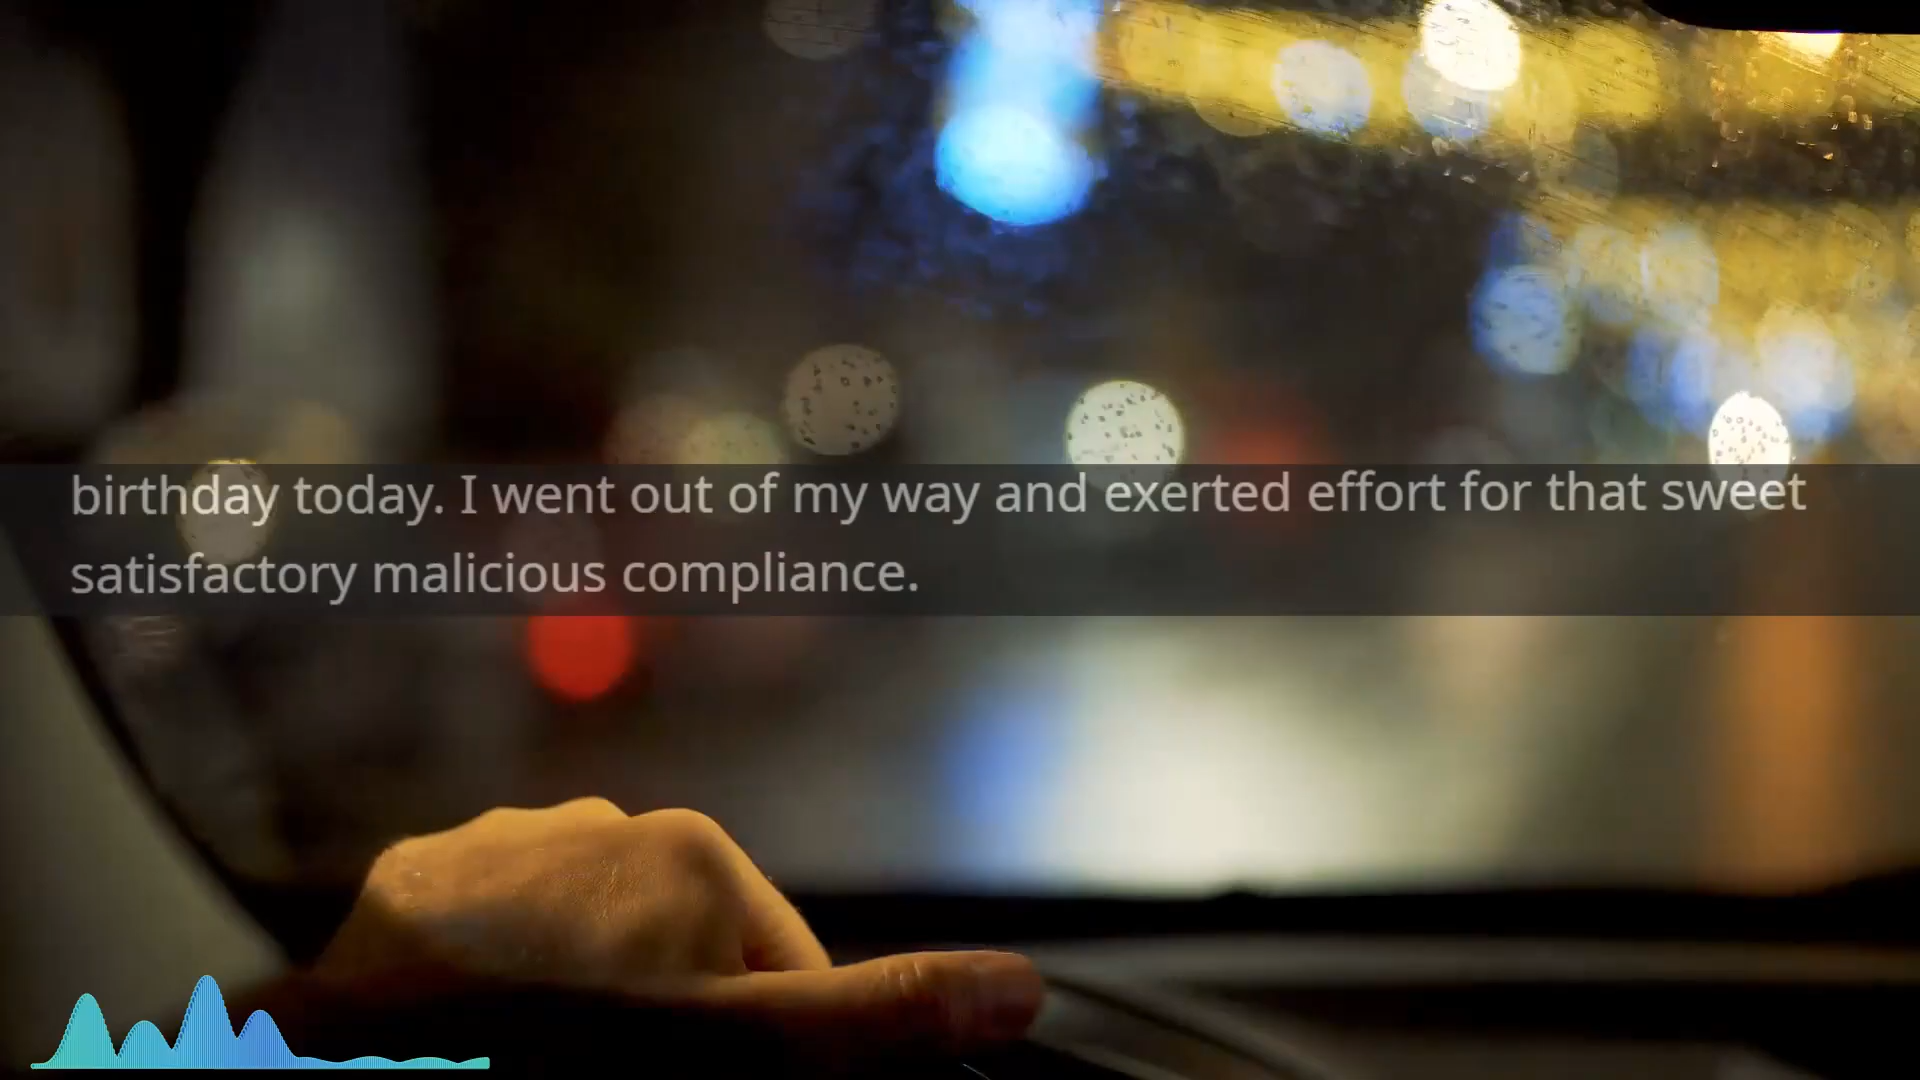 birthday today. I went out of my way and exerted effort for that sweet
satisfactory malicious compliance.